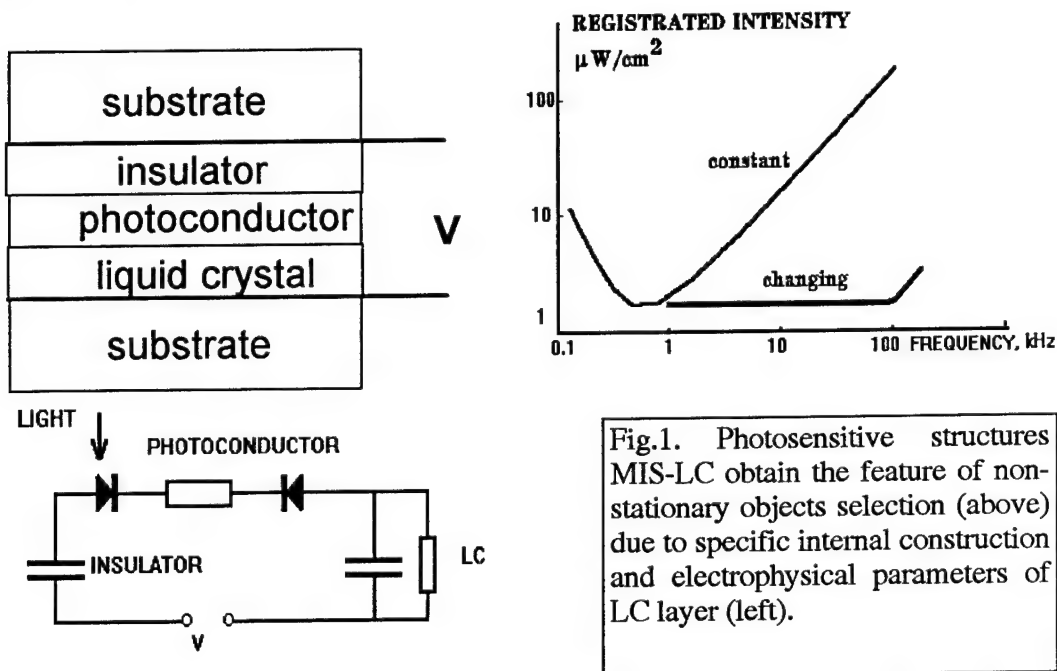 substrate
insulator
photoconductor
liquid crystal
substrate
V
REGISTRATED INTENSITY
μW/cm²
100
10
1
constant
changing
0.1 1 10 100 FREQUENCY, kHz
LIGHT
PHOTOCONDUCTOR
INSULATOR
LC
V
Fig.1. Photosensitive structures
MIS-LC obtain the feature of non-
stationary objects selection (above)
due to specific internal construction
and electrophysical parameters of
LC layer (left).